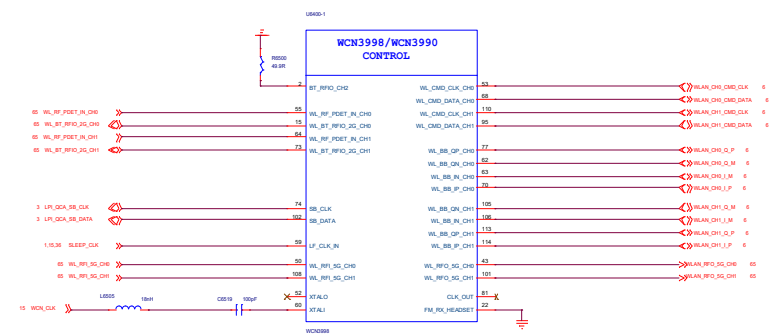 U6400-1
WCN3998/WCN3990
CONTROL
R6500
49.9R
2 BT_RFIO_CH2
65 WL_RF_PDET_IN_CH0 55 WL_RF_PDET_IN_CH0
65 WL_BT_RFIO_2G_CH0 15 WL_BT_RFIO_2G_CH0
65 WL_RF_PDET_IN_CH1 64 WL_RF_PDET_IN_CH1
65 WL_BT_RFIO_2G_CH1 73 WL_BT_RFIO_2G_CH1
3 LPI_QCA_SB_CLK 74 SB_CLK
3 LPI_QCA_SB_DATA 102 SB_DATA
1,15,36 SLEEP_CLK 59 LF_CLK_IN
65 WL_RFI_5G_CH0 50 WL_RFI_5G_CH0
65 WL_RFI_5G_CH1 108 WL_RFI_5G_CH1
52 XTALO
15 WCN_CLK L6505 18nH C6519 100pF 60 XTALI
WL_CMD_CLK_CH0 53 WLAN_CH0_CMD_CLK 6
WL_CMD_DATA_CH0 68 WLAN_CH0_CMD_DATA 6
WL_CMD_CLK_CH1 110 WLAN_CH1_CMD_CLK 6
WL_CMD_DATA_CH1 95 WLAN_CH1_CMD_DATA 6
WL_BB_QP_CH0 77 WLAN_CH0_Q_P 6
WL_BB_QN_CH0 62 WLAN_CH0_Q_M 6
WL_BB_IN_CH0 63 WLAN_CH0_I_M 6
WL_BB_IP_CH0 70 WLAN_CH0_I_P 6
WL_BB_QN_CH1 105 WLAN_CH1_Q_M 6
WL_BB_IN_CH1 106 WLAN_CH1_I_M 6
WL_BB_QP_CH1 113 WLAN_CH1_Q_P 6
WL_BB_IP_CH1 114 WLAN_CH1_I_P 6
WL_RFO_5G_CH0 43 WLAN_RFO_5G_CH0 65
WL_RFO_5G_CH1 101 WLAN_RFO_5G_CH1 65
CLK_OUT 81
FM_RX_HEADSET 22
WCN3998